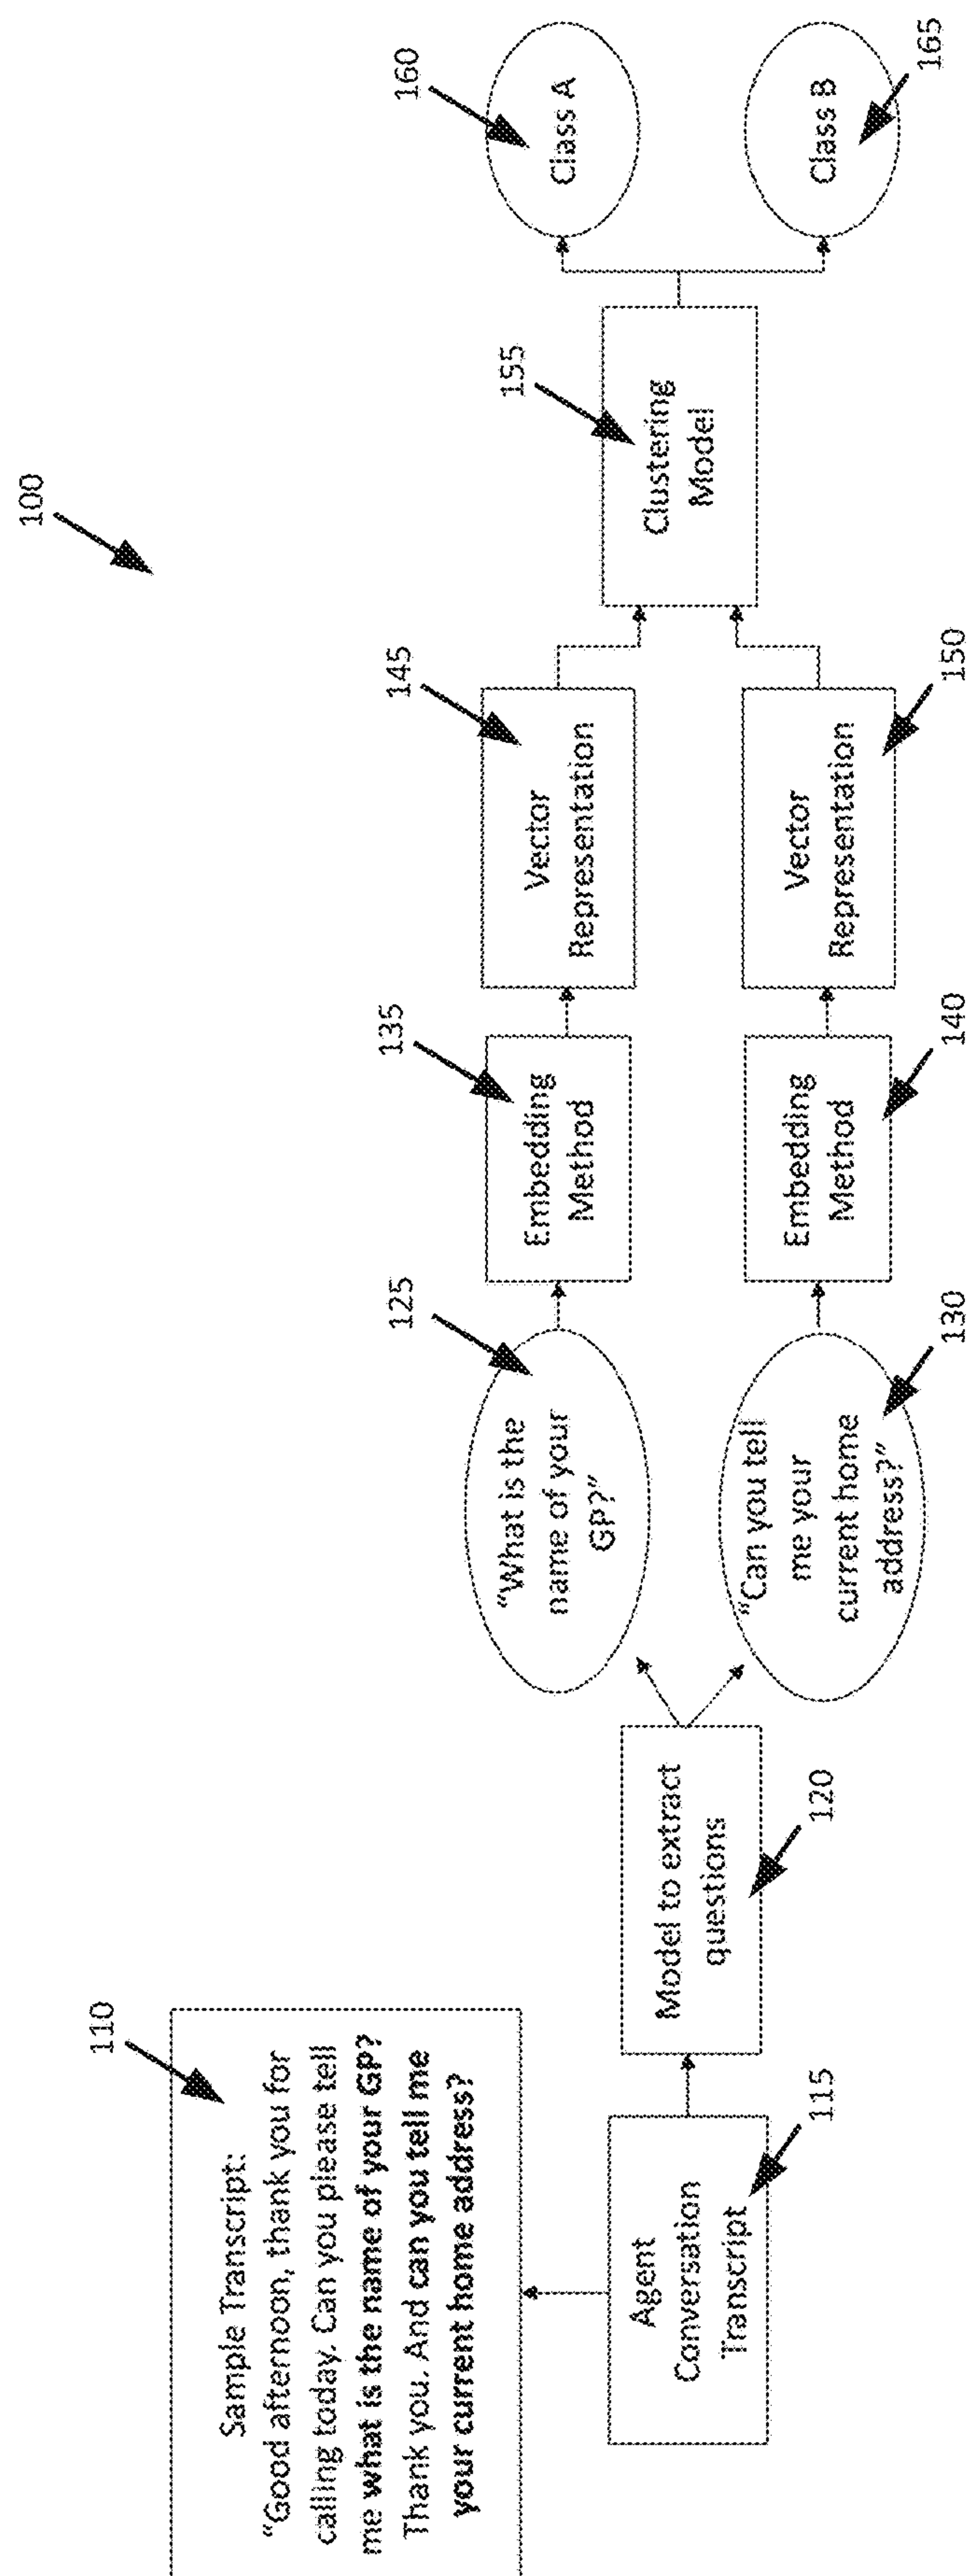 100
110
Sample Transcript:
“Good afternoon, thank you for
calling today. Can you please tell
me what is the name of your GP?
Thank you. And can you tell me
your current home address?
Agent
Conversation
Transcript
115
Model to extract
questions
120
125
“What is the
name of your
GP?”
“Can you tell
me your
current home
address?”
130
135
Embedding
Method
Embedding
Method
140
145
Vector
Representation
Vector
Representation
150
155
Clustering
Model
160
Class A
Class B
165